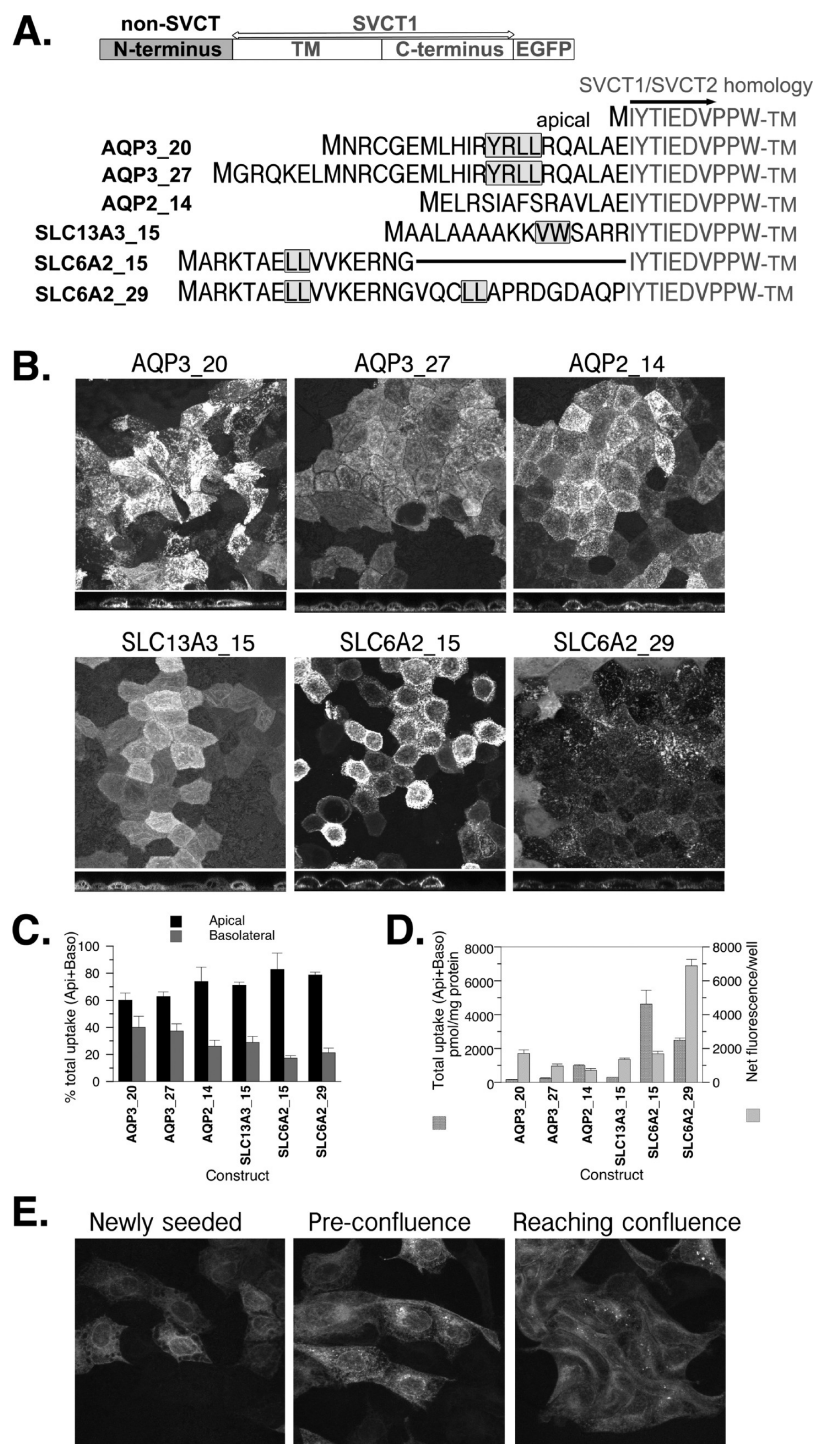 A.
non-SVCT SVCT1
N-terminus TM C-terminus EGFP
SVCT1/SVCT2 homology
apical MIYTIEDVPPW-TM
AQP3_20 MNRCGEMLHIRYRLLRQALAEIYTIEDVPPW-TM
AQP3_27 MGRQKELMNRCGEMLHIRYRLLRQALAEIYTIEDVPPW-TM
AQP2_14 MELRSIAFSRAVLAEIYTIEDVPPW-TM
SLC13A3_15 MAALAAAAKKVWSARRIYTIEDVPPW-TM
SLC6A2_15 MARKTAELLVVKERNG IYTIEDVPPW-TM
SLC6A2_29 MARKTAELLVVKERNGVQCLLAPRDGDAQPIYTIEDVPPW-TM
B.
AQP3_20 AQP3_27 AQP2_14
SLC13A3_15 SLC6A2_15 SLC6A2_29
C.
Apical
Basolateral
% total uptake (Api+Baso)
100
80
60
40
20
0
AQP3_20 AQP3_27 AQP2_14 SLC13A3_15 SLC6A2_15 SLC6A2_29
Construct
D.
Total uptake (Api+Baso)
pmol/mg protein
8000
6000
4000
2000
0
8000
6000
4000
2000
0
Net fluorescence/well
AQP3_20 AQP3_27 AQP2_14 SLC13A3_15 SLC6A2_15 SLC6A2_29
Construct
E.
Newly seeded Pre-confluence Reaching confluence